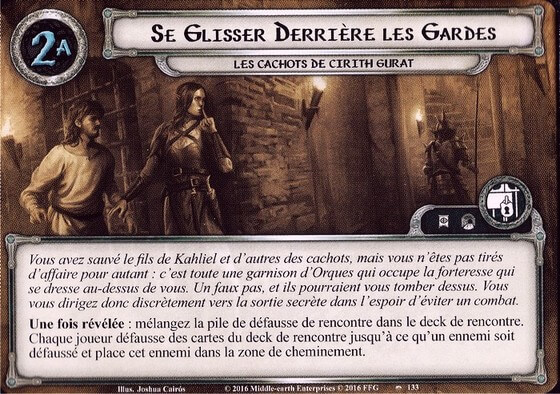 2A
Se Glisser Derrière les Gardes
Les Cachots de Cirith Gurat
Vous avez sauvé le fils de Kahliel et d'autres des cachots, mais vous n'êtes pas tirés
d'affaire pour autant : c'est toute une garnison d'Orques qui occupe la forteresse qui
se dresse au-dessus de vous. Un faux pas, et ils pourraient vous tomber dessus. Vous
vous dirigez donc discrètement vers la sortie secrète dans l'espoir d'éviter un combat.
Une fois révélée : mélangez la pile de défausse de rencontre dans le deck de rencontre.
Chaque joueur défausse des cartes du deck de rencontre jusqu'à ce qu'un ennemi soit
défaussé et place cet ennemi dans la zone de cheminement.
Illus. Joshua Cairós
© 2016 Middle-earth Enterprises © 2016 FFG
133